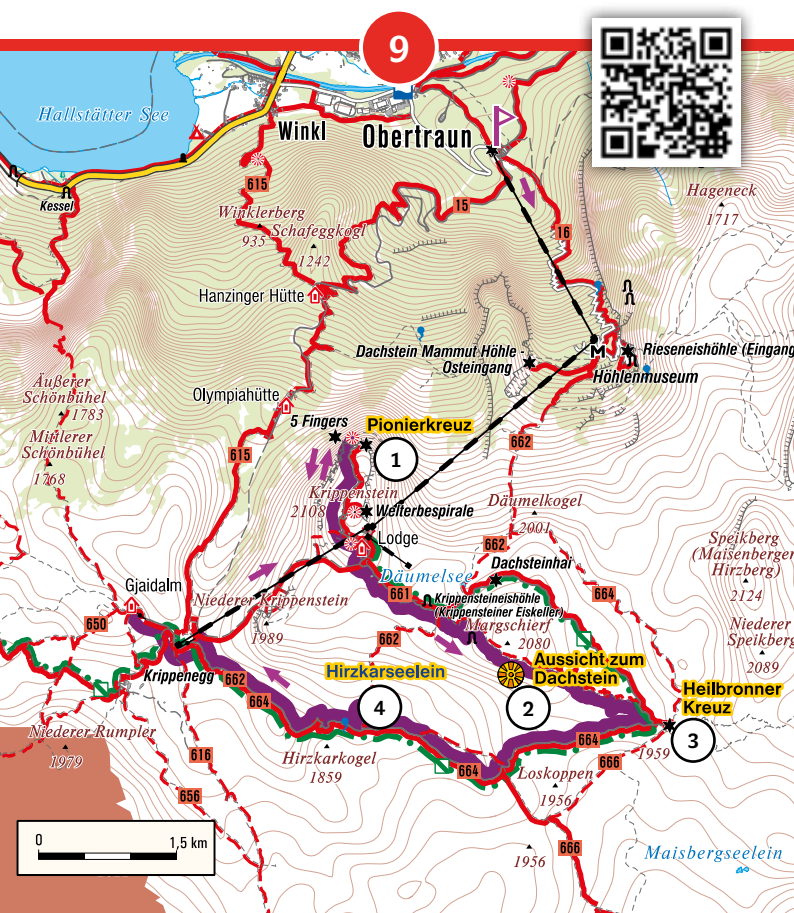 9
Hallstätter See
Winkl
Obertraun
Kessel
615
15
16
Hageneck
1717
Winklerberg
935
Schafeggkogl
1242
Hanzinger Hütte
Dachstein Mammut Höhle -
Osteingang
M
Rieseneishöhle (Eingang
Höhlenmuseum
Äußerer
Schönbühel
1783
Olympiahütte
5 Fingers
Pionierkreuz
1
Mittlerer
Schönbühel
1768
615
662
Krippenstein
2108
Welterbespirale
Däumelkogel
2001
Lodge
662
Speikberg
(Maisenberger
Hirzberg)
2124
Däumelsee
Dachsteinhai
Gjaidalm
661
664
Krippensteineishöhle
(Krippensteiner Eiskeller)
650
Niederer Krippenstein
1989
Margschierf
2080
Niederer
Speikberg
2089
662
Krippenegg
662
Hirzkarseelein
Aussicht zum
Dachstein
Heilbronner
Kreuz
664
4
2
3
Niederer Rumpler
1979
616
Hirzkarkogel
1859
664
664
1959
666
656
Loskoppen
1956
0
1,5 km
1956
666
Maisbergseelein